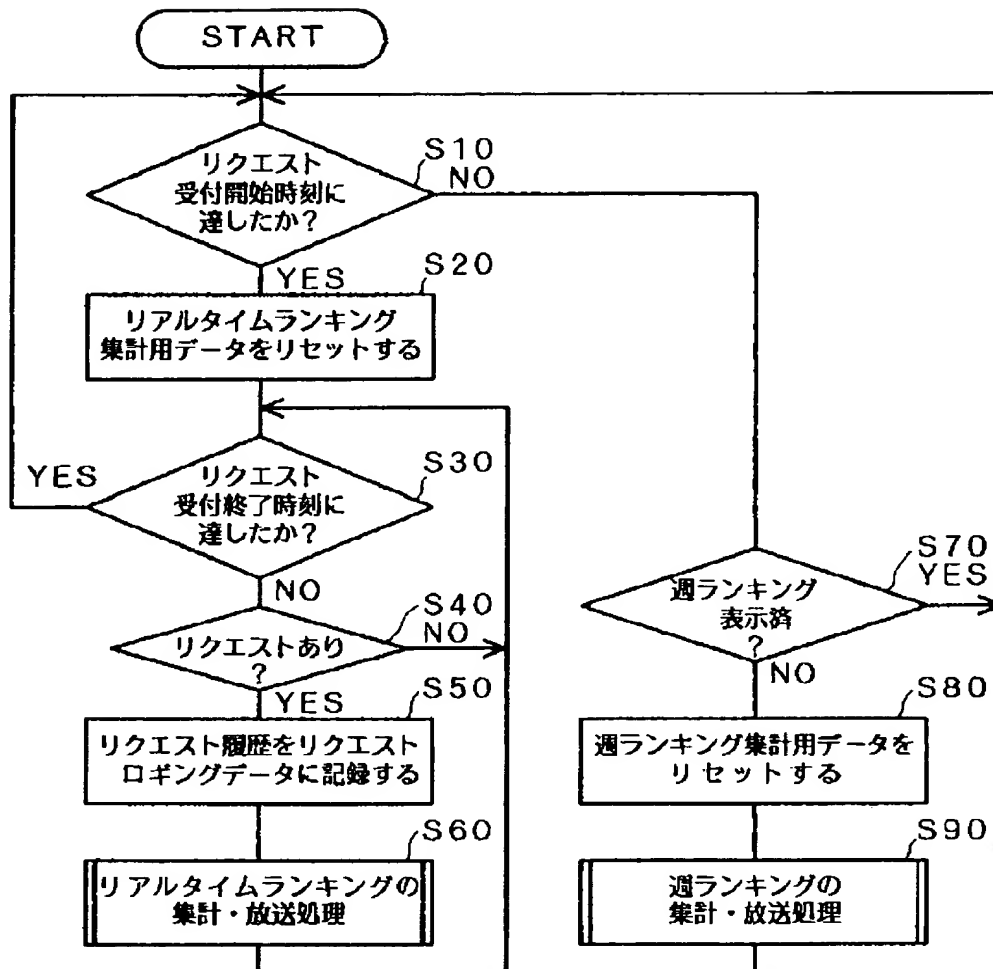 START
S10
リクエスト
受付開始時刻に
達したか？
NO
YES
S20
リアルタイムランキング
集計用データをリセットする
S30
YES
リクエスト
受付終了時刻に
達したか？
NO
S40
リクエストあり
？
NO
YES
S50
リクエスト履歴をリクエスト
ロギングデータに記録する
S60
リアルタイムランキングの
集計・放送処理
S70
YES
週ランキング
表示済
？
NO
S80
週ランキング集計用データを
リセットする
S90
週ランキングの
集計・放送処理